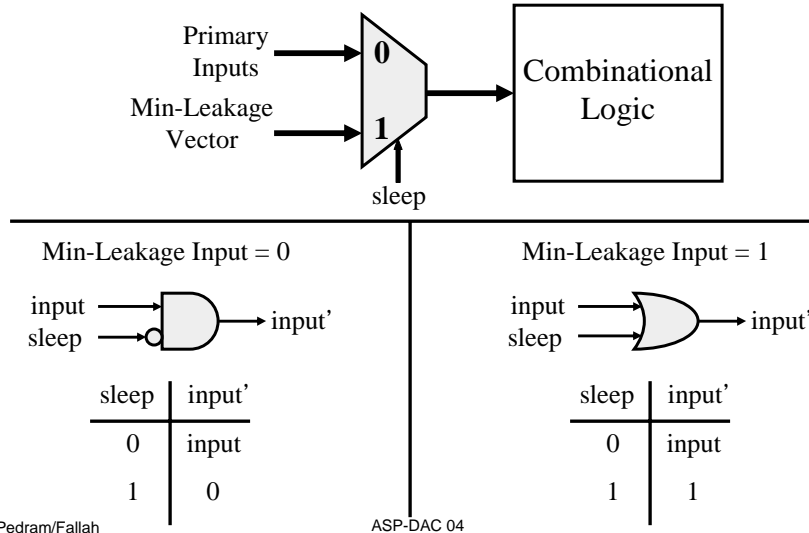 Primary
Inputs
0
Min-Leakage
Vector
1
sleep
Combinational
Logic
Min-Leakage Input = 0
input
sleep
input’
sleep input’
0 input
1 0
Min-Leakage Input = 1
input
sleep
input’
sleep input’
0 input
1 1
Pedram/Fallah
ASP-DAC 04